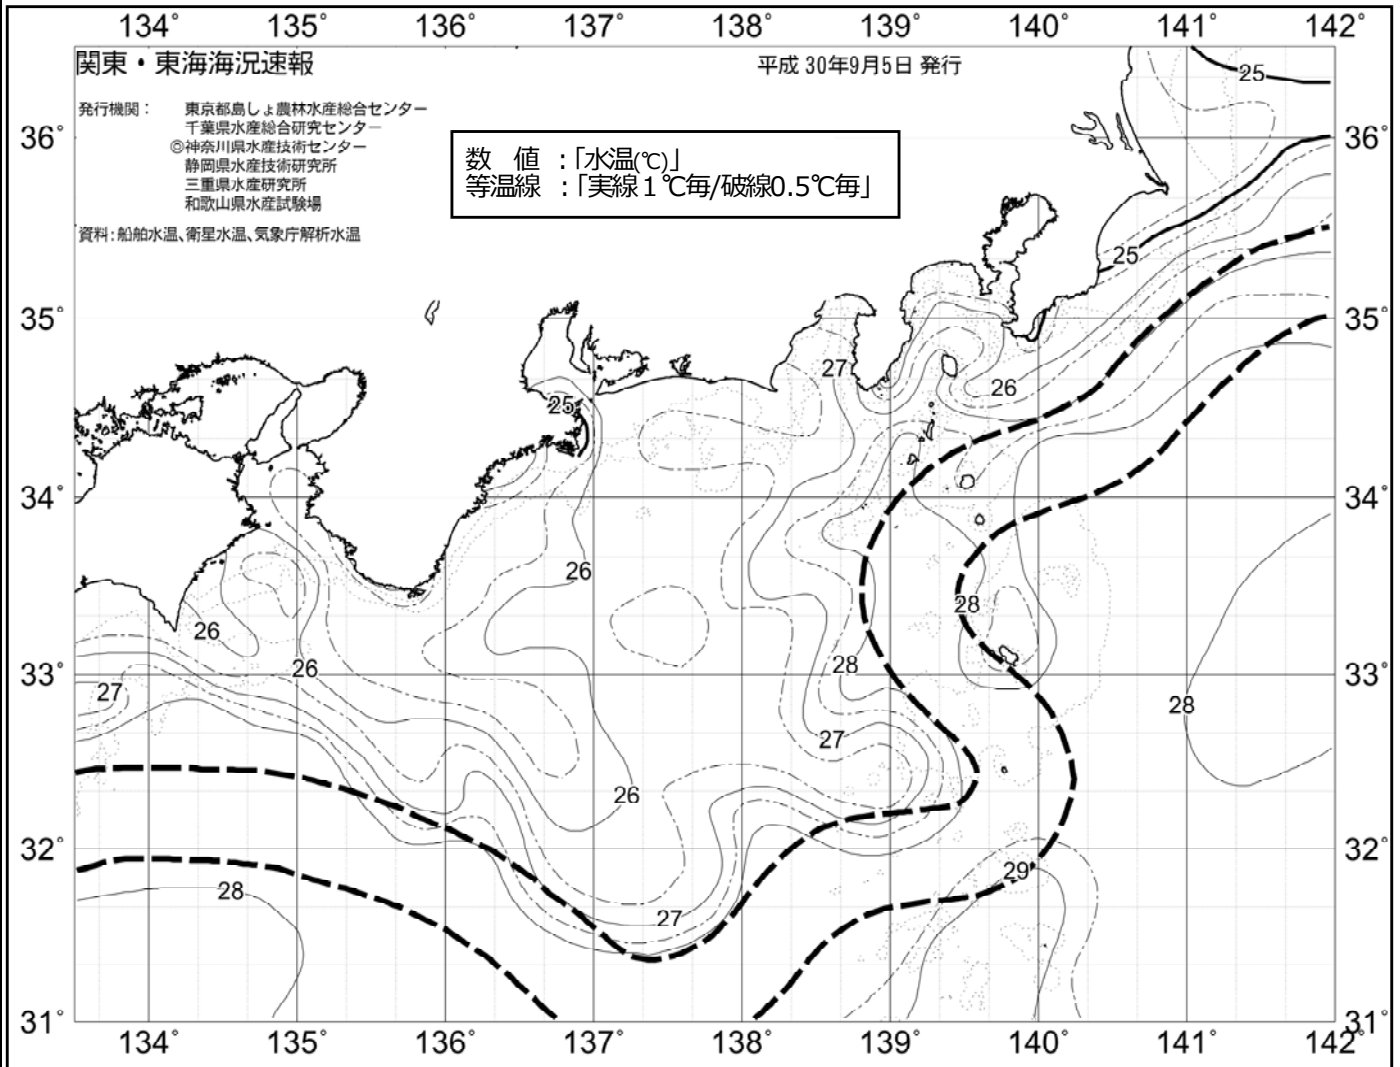 134° 135° 136° 137° 138° 139° 140° 141° 142°
関東・東海海況速報
平成 30年9月5日 発行
発行機関： 東京都島しょ農林水産総合センター
千葉県水産総合研究センター
◎神奈川県水産技術センター
静岡県水産技術研究所
三重県水産研究所
和歌山県水産試験場
資料：船舶水温、衛星水温、気象庁解析水温
数 値 ：「水温(℃)」
等温線 ：「実線１℃毎/破線0.5℃毎」
25
36° 36°
25
35° 35°
27
26
25
34° 34°
26
28
26
33° 26 28 33°
27
28
27
26
32° 32°
29
28
27
31° 31°
134° 135° 136° 137° 138° 139° 140° 141° 142°